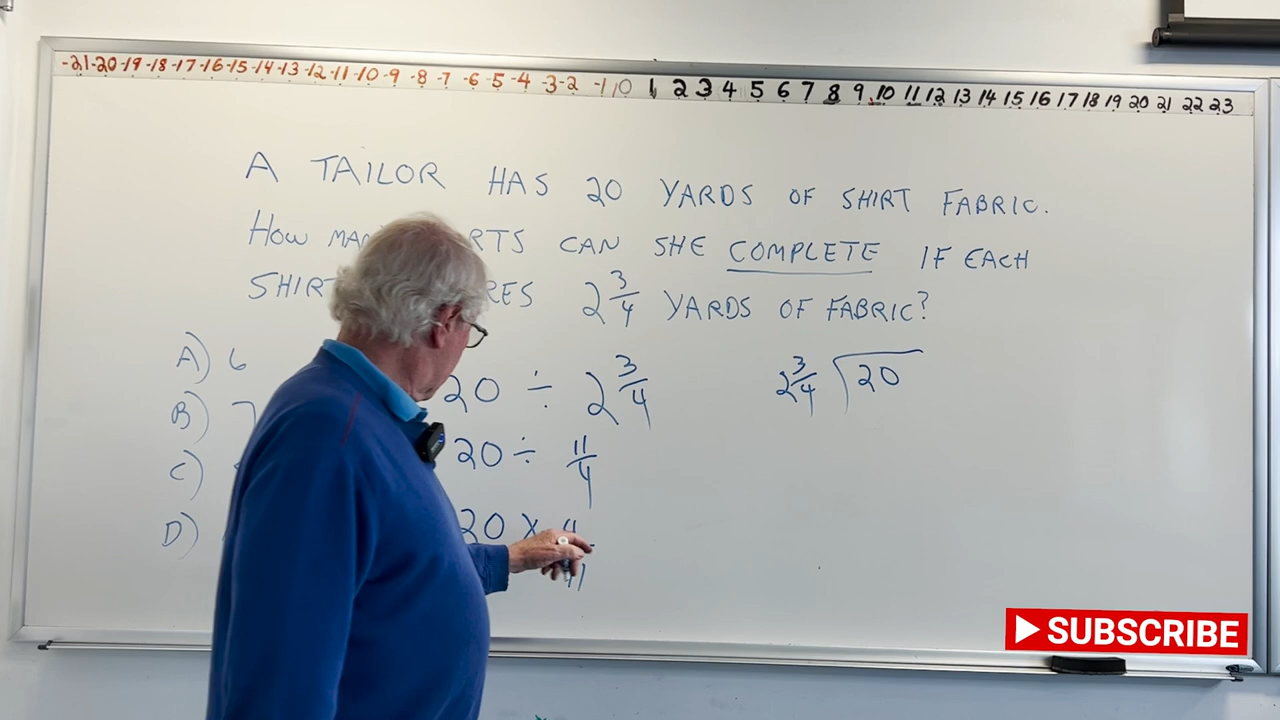 -21 -20 -19 -18 -17 -16 -15 -14 -13 -12 -11 -10 -9 -8 -7 -6 -5 -4 -3 -2 -1 0 1 2 3 4 5 6 7 8 9 10 11 12 13 14 15 16 17 18 19 20 21 22 23
A TAILOR HAS 20 YARDS OF SHIRT FABRIC.
HOW CAN SHE COMPLETE IF EACH
2 3/4 YARDS OF FABRIC?
A) 6
20 ÷ 2 3/4
2 3/4 20
B) 7
20 ÷ 11/4
C)
D)
20 X 4/11
SUBSCRIBE